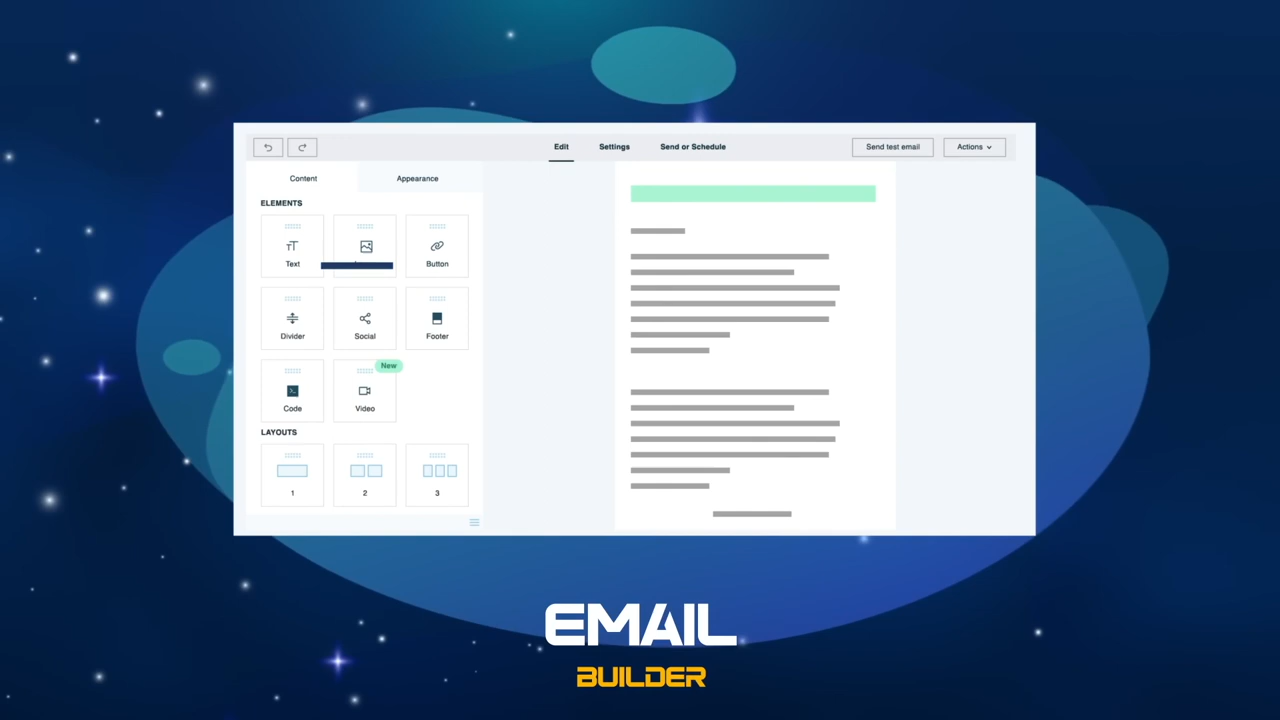 Edit Settings Send or Schedule Send test email Actions
Content Appearance
ELEMENTS
Text Button
Divider Social Footer
New
Code Video
LAYOUTS
1 2 3
EMAIL
BUILDER